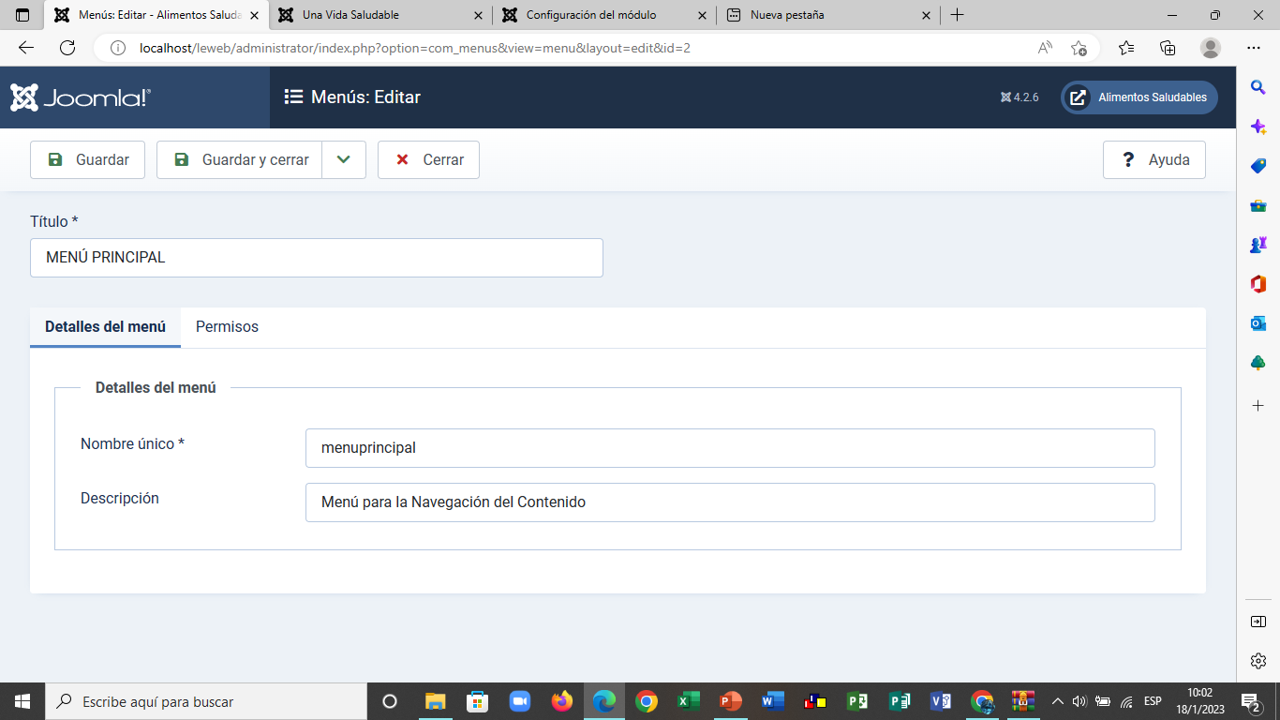 Menús: Editar - Alimentos Saluda
Una Vida Saludable
Configuración del módulo
Nueva pestaña
localhost/leweb/administrator/index.php?option=com_menus&view=menu&layout=edit&id=2
Joomla!®
Menús: Editar
4.2.6
Alimentos Saludables
Guardar
Guardar y cerrar
Cerrar
? Ayuda
Título *
MENÚ PRINCIPAL
Detalles del menú
Permisos
Detalles del menú
Nombre único *
menuprincipal
Descripción
Menú para la Navegación del Contenido
Escribe aquí para buscar
ESP
10:02
18/1/2023
2